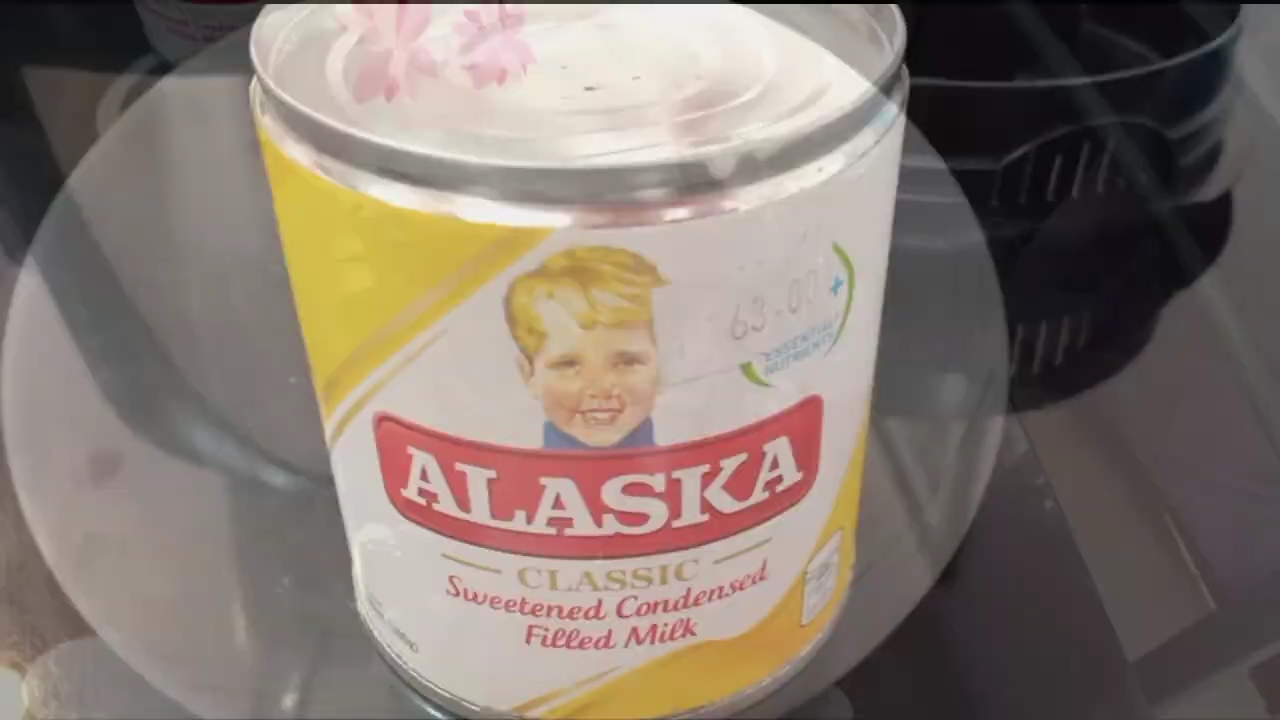 63.00
ESSENTIAL
NUTRIENTS
ALASKA
CLASSIC
Sweetened Condensed
Filled Milk